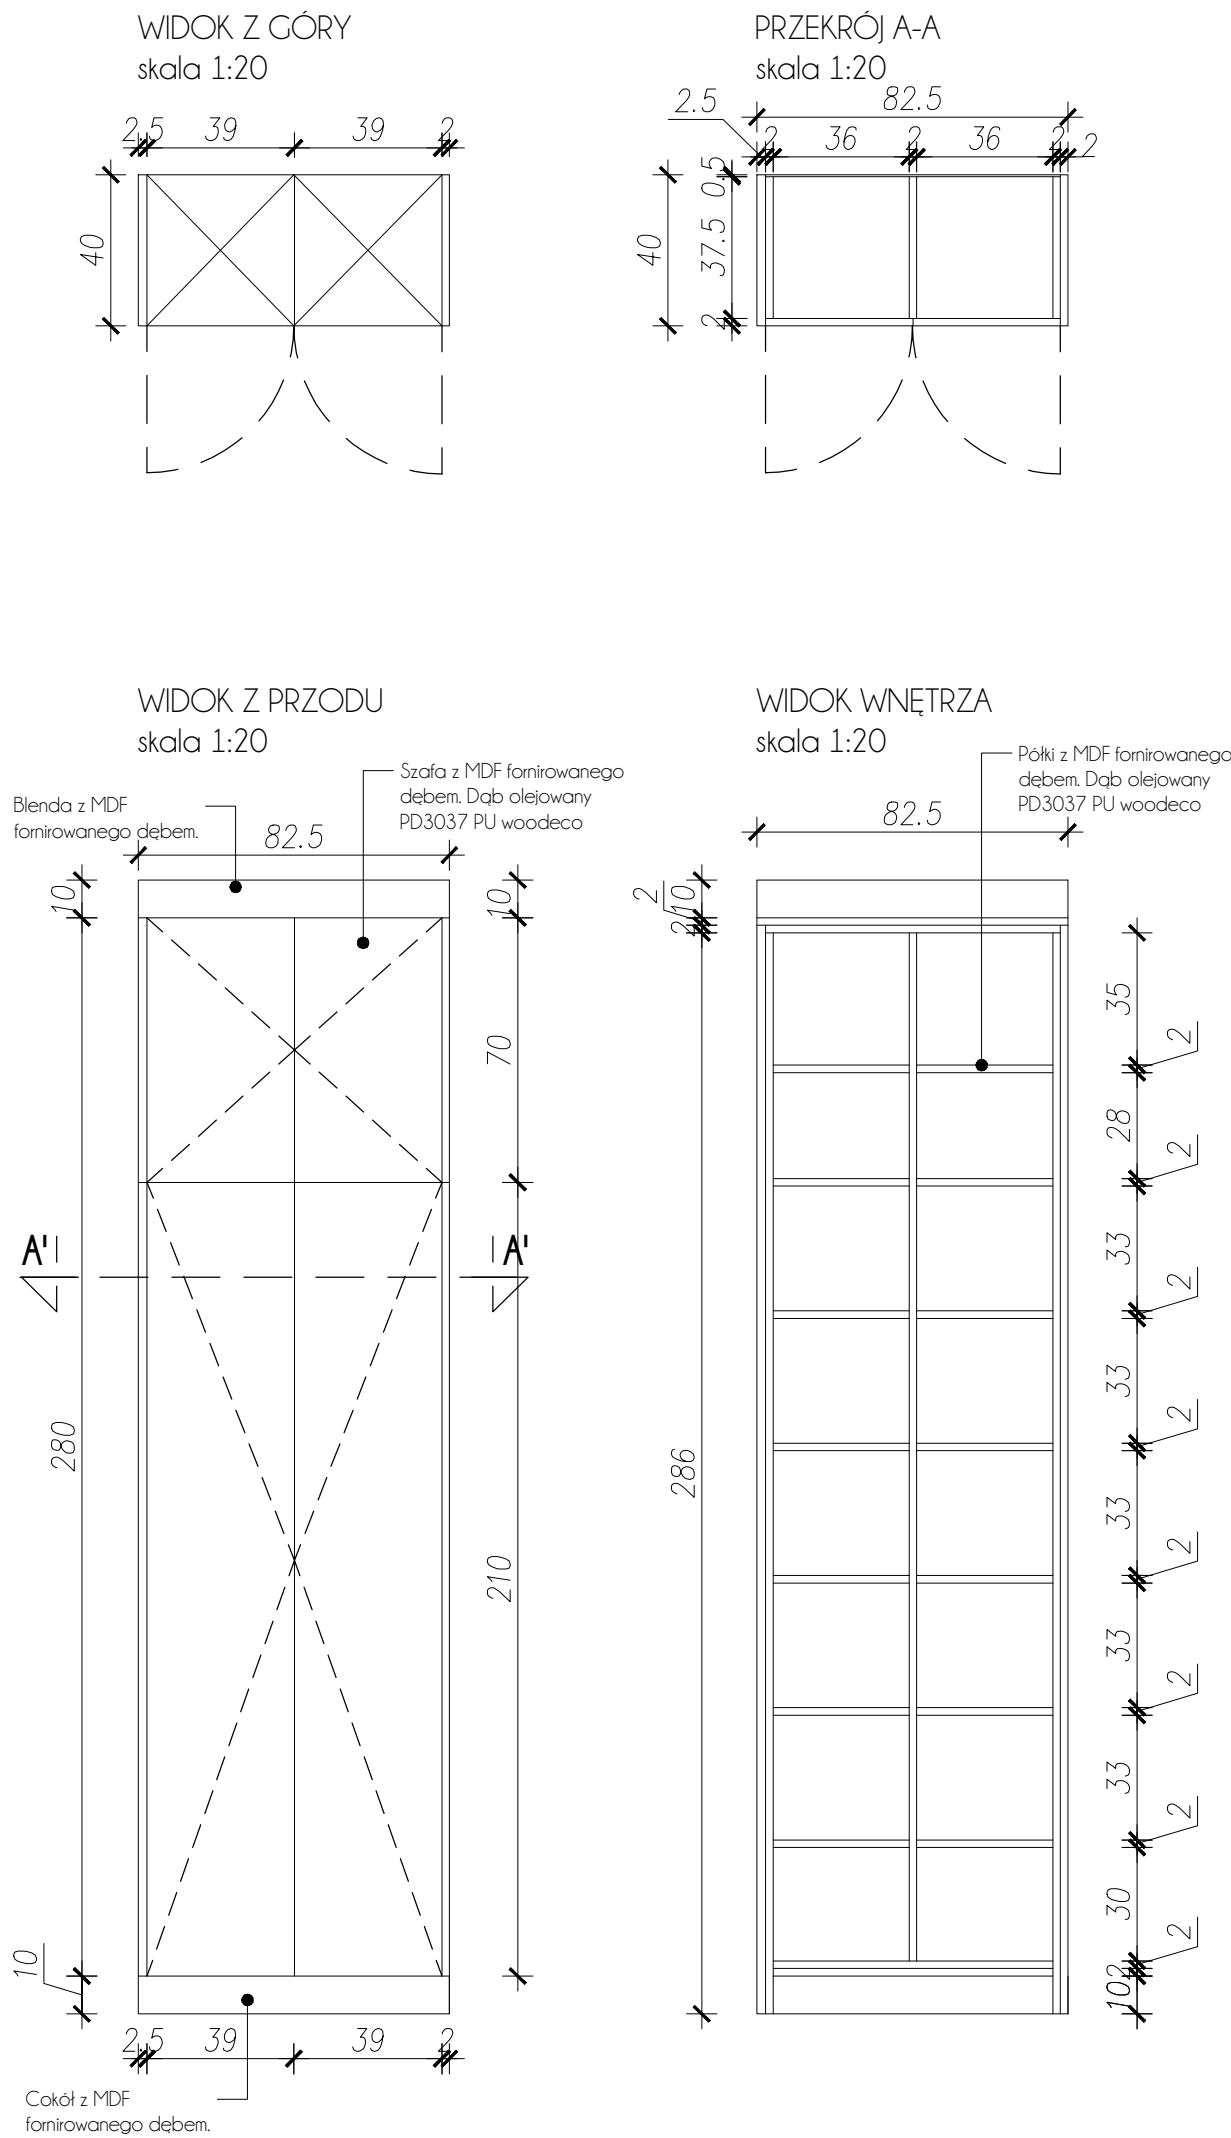 WIDOK Z GÓRY
skala 1:20
2.5 39 39 2
40
PRZEKRÓJ A-A
skala 1:20
82.5
2.5
2 36 2 36 2 2
40
0.5
37.5
2
WIDOK Z PRZODU
skala 1:20
Blenda z MDF
fornirowanego dębem.
Szafa z MDF fornirowanego
dębem. Dąb olejowany
PD3037 PU woodeco
82.5
10
10
70
A' A'
280
210
10
2.5 39 39 2
Cokół z MDF
fornirowanego dębem.
WIDOK WNĘTRZA
skala 1:20
Półki z MDF fornirowanego
dębem. Dąb olejowany
PD3037 PU woodeco
82.5
2
10
2
286
35
2
28
2
33
2
33
2
33
2
33
2
33
2
30
2
2
10